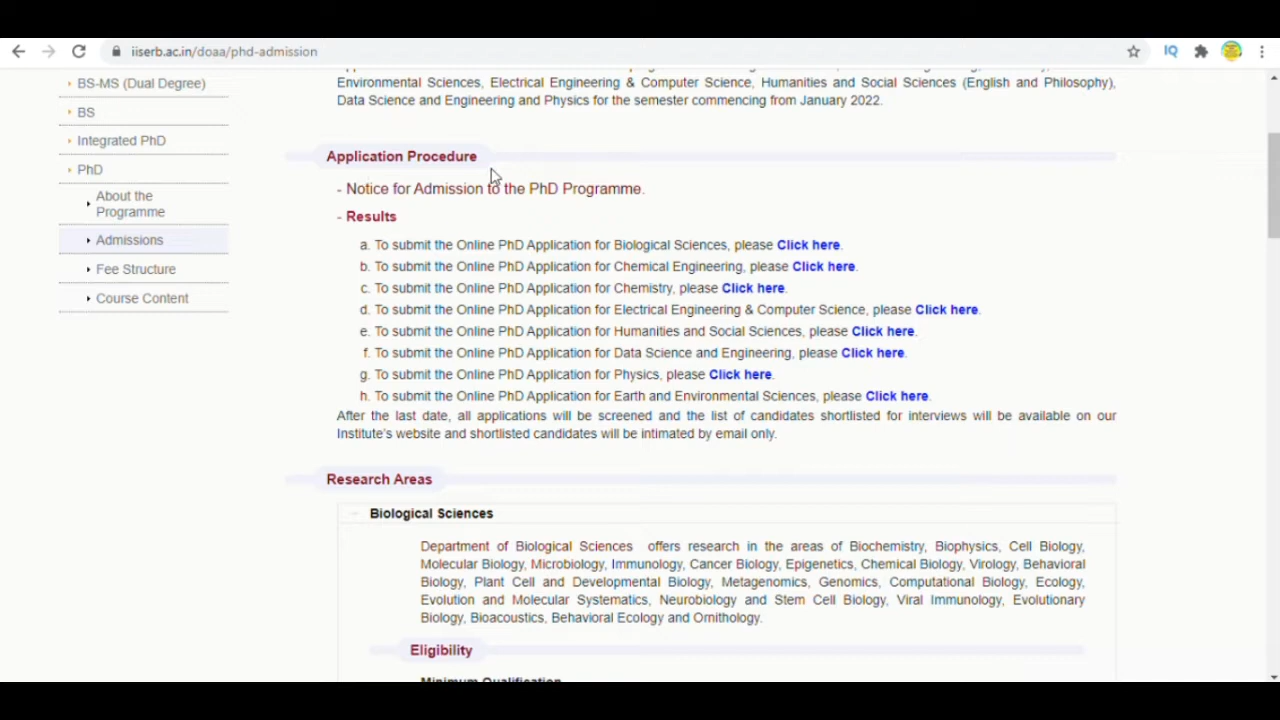 iiserb.ac.in/doaa/phd-admission
IQ
BS-MS (Dual Degree)
BS
Integrated PhD
PhD
About the
Programme
Admissions
Fee Structure
Course Content
Environmental Sciences, Electrical Engineering & Computer Science, Humanities and Social Sciences (English and Philosophy),
Data Science and Engineering and Physics for the semester commencing from January 2022.
Application Procedure
- Notice for Admission to the PhD Programme.
- Results
a. To submit the Online PhD Application for Biological Sciences, please Click here.
b. To submit the Online PhD Application for Chemical Engineering, please Click here.
c. To submit the Online PhD Application for Chemistry, please Click here.
d. To submit the Online PhD Application for Electrical Engineering & Computer Science, please Click here.
e. To submit the Online PhD Application for Humanities and Social Sciences, please Click here.
f. To submit the Online PhD Application for Data Science and Engineering, please Click here.
g. To submit the Online PhD Application for Physics, please Click here.
h. To submit the Online PhD Application for Earth and Environmental Sciences, please Click here.
After the last date, all applications will be screened and the list of candidates shortlisted for interviews will be available on our
Institute's website and shortlisted candidates will be intimated by email only.
Research Areas
Biological Sciences
Department of Biological Sciences offers research in the areas of Biochemistry, Biophysics, Cell Biology,
Molecular Biology, Microbiology, Immunology, Cancer Biology, Epigenetics, Chemical Biology, Virology, Behavioral
Biology, Plant Cell and Developmental Biology, Metagenomics, Genomics, Computational Biology, Ecology,
Evolution and Molecular Systematics, Neurobiology and Stem Cell Biology, Viral Immunology, Evolutionary
Biology, Bioacoustics, Behavioral Ecology and Ornithology.
Eligibility
Minimum Qualification